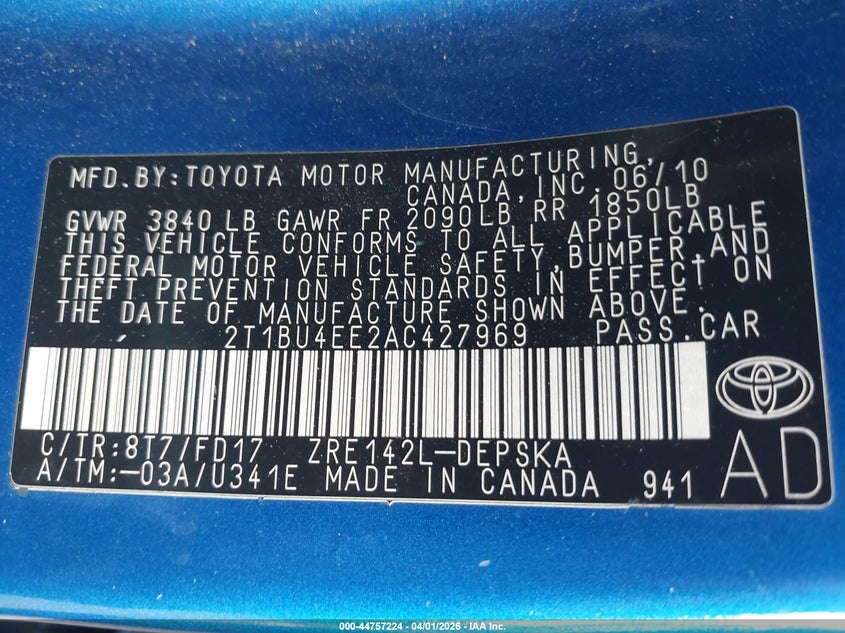 MFD.BY:TOYOTA MOTOR MANUFACTURING,
CANADA,INC. 06/10
GVWR 3840 LB GAWR FR 2090LB RR 1850LB
THIS VEHICLE CONFORMS TO ALL APPLICABLE
FEDERAL MOTOR VEHICLE SAFETY,BUMPER,AND
THEFT PREVENTION STANDARDS IN EFFECT ON
THE DATE OF MANUFACTURE SHOWN ABOVE.
2T1BU4EE2AC427969 PASS.CAR
C/TR:8T7/FD17 ZRE142L-DEPSKA
A/TM:-03A/U341E MADE IN CANADA 941
AD
000-44757224 - 04/01/2026 - IAA Inc.